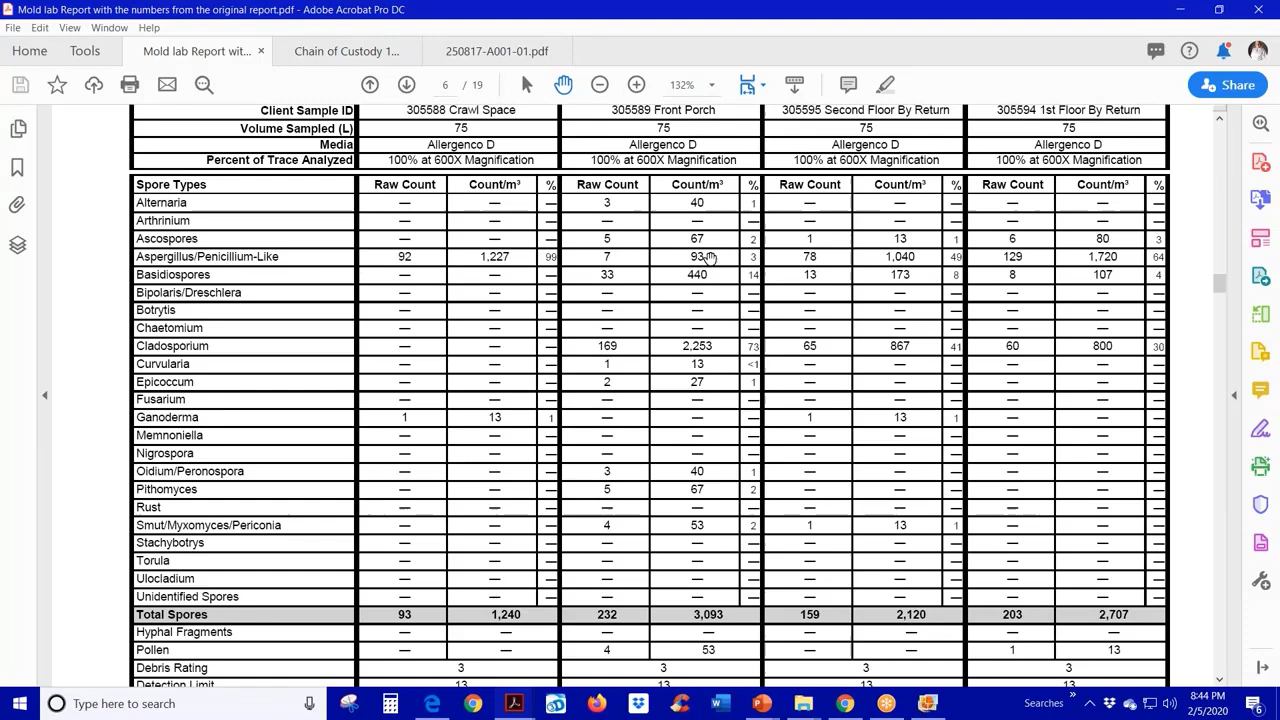 Mold lab Report with the numbers from the original report.pdf - Adobe Acrobat Pro DC
File Edit View Window Help
Home Tools Mold lab Report wit... × Chain of Custody 1... 250817-A001-01.pdf
6 / 19 132% Share
Client Sample ID 305588 Crawl Space 305589 Front Porch 305595 Second Floor By Return 305594 1st Floor By Return
Volume Sampled (L) 75 75 75 75
Media Allergenco D Allergenco D Allergenco D Allergenco D
Percent of Trace Analyzed 100% at 600X Magnification 100% at 600X Magnification 100% at 600X Magnification 100% at 600X Magnification
Spore Types Raw Count Count/m³ % Raw Count Count/m³ % Raw Count Count/m³ % Raw Count Count/m³ %
Alternaria — — — 3 40 1 — — — — — —
Arthrinium — — — — — — — — — — — —
Ascospores — — — 5 67 2 1 13 1 6 80 3
Aspergillus/Penicillium-Like 92 1,227 99 7 93 3 78 1,040 49 129 1,720 64
Basidiospores — — — 33 440 14 13 173 8 8 107 4
Bipolaris/Dreschlera — — — — — — — — — — — —
Botrytis — — — — — — — — — — — —
Chaetomium — — — — — — — — — — — —
Cladosporium — — — 169 2,253 73 65 867 41 60 800 30
Curvularia — — — 1 13 <1 — — — — — —
Epicoccum — — — 2 27 1 — — — — — —
Fusarium — — — — — — — — — — — —
Ganoderma 1 13 1 — — — 1 13 1 — — —
Memnoniella — — — — — — — — — — — —
Nigrospora — — — — — — — — — — — —
Oidium/Peronospora — — — 3 40 1 — — — — — —
Pithomyces — — — 5 67 2 — — — — — —
Rust — — — — — — — — — — — —
Smut/Myxomyces/Periconia — — — 4 53 2 1 13 1 — — —
Stachybotrys — — — — — — — — — — — —
Torula — — — — — — — — — — — —
Ulocladium — — — — — — — — — — — —
Unidentified Spores — — — — — — — — — — — —
Total Spores 93 1,240 232 3,093 159 2,120 203 2,707
Hyphal Fragments — — — — — — — —
Pollen — — 4 53 — — 1 13
Debris Rating 3 3 3 3
Detection Limit 13 13 13 13
Type here to search Searches » 8:44 PM
2/5/2020 6